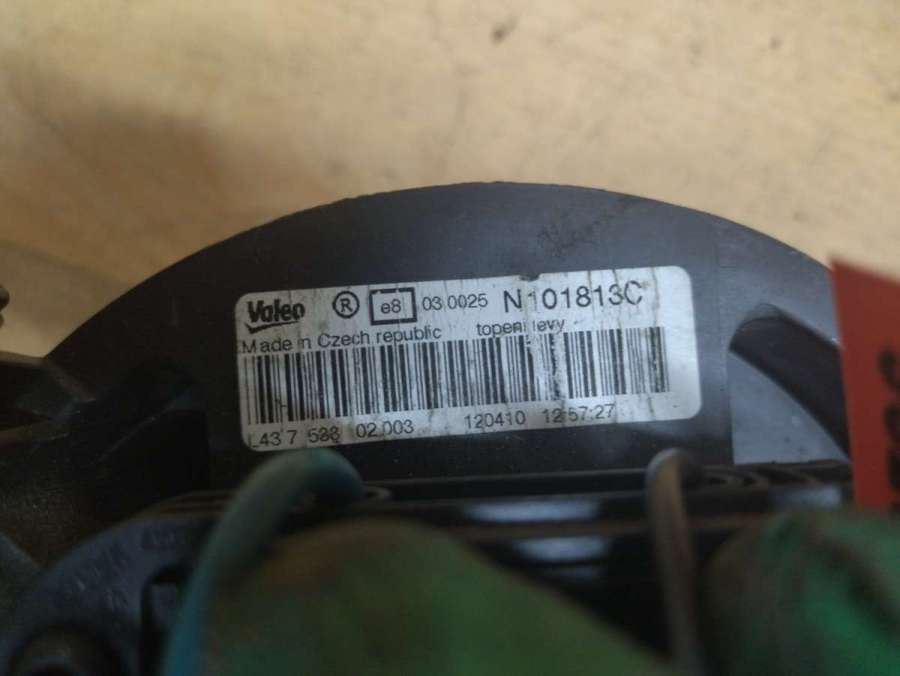 Valeo ® e8 03 0025 N101813C
Made in Czech republic topeni levy
L43 7 528 02.003 120410 12:57:27